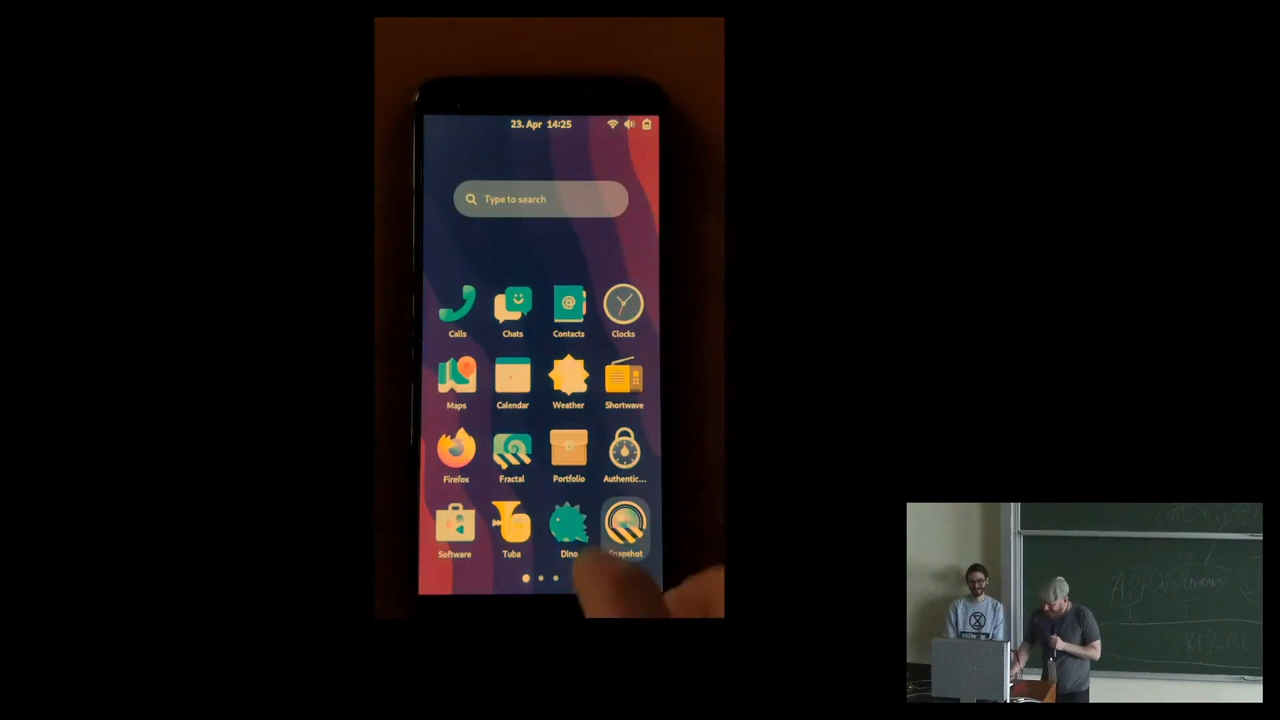 23. Apr 14:25
Type to search
Calls Chats Contacts Clocks
Maps Calendar Weather Shortwave
Firefox Fractal Portfolio Authentic...
Software Tuba Dino Snapshot